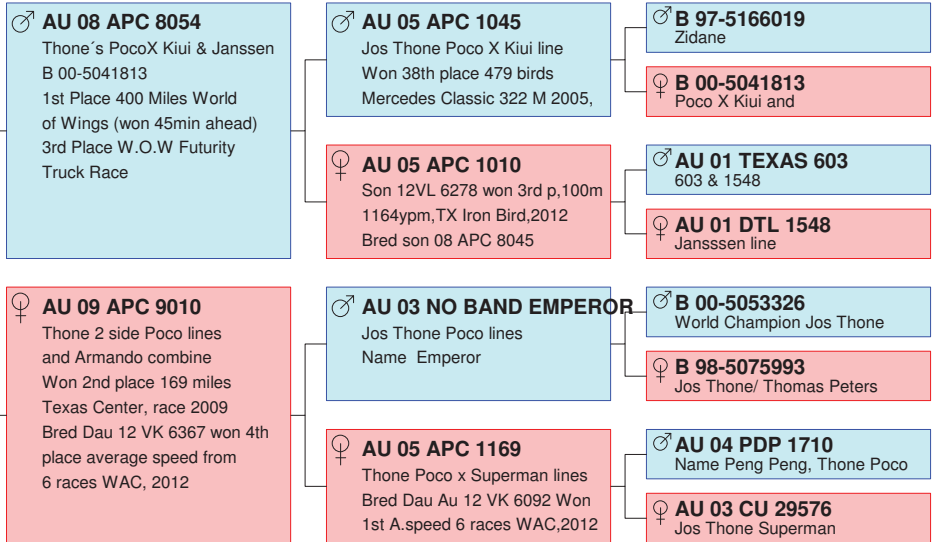 AU 08 APC 8054
Thone´s PocoX Kiui & Janssen
B 00-5041813
1st Place 400 Miles World
of Wings (won 45min ahead)
3rd Place W.O.W Futurity
Truck Race
AU 09 APC 9010
Thone 2 side Poco lines
and Armando combine
Won 2nd place 169 miles
Texas Center, race 2009
Bred Dau 12 VK 6367 won 4th
place average speed from
6 races WAC, 2012
AU 05 APC 1045
Jos Thone Poco X Kiui line
Won 38th place 479 birds
Mercedes Classic 322 M 2005,
AU 05 APC 1010
Son 12VL 6278 won 3rd p,100m
1164ypm,TX Iron Bird,2012
Bred son 08 APC 8045
AU 03 NO BAND EMPEROR
Jos Thone Poco lines
Name Emperor
AU 05 APC 1169
Thone Poco x Superman lines
Bred Dau Au 12 VK 6092 Won
1st A.speed 6 races WAC,2012
B 97-5166019
Zidane
B 00-5041813
Poco X Kiui and
AU 01 TEXAS 603
603 & 1548
AU 01 DTL 1548
Jansssen line
B 00-5053326
World Champion Jos Thone
B 98-5075993
Jos Thone/ Thomas Peters
AU 04 PDP 1710
Name Peng Peng, Thone Poco
AU 03 CU 29576
Jos Thone Superman